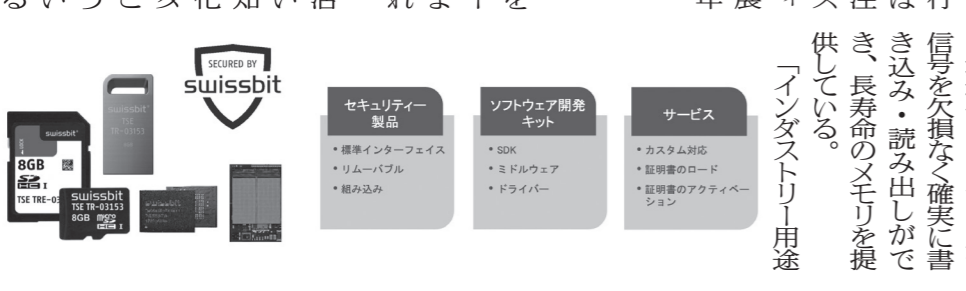 信号を欠損なく確実に書
き込み・読み出しがで
き、長寿命のメモリを提
供している。
「インダストリー用途
SECURED BY
swissbit
swissbit
TSE
TR-03153
swissbit
8GB
TSE TRE-03
swissbit
TSE TR-03153
8GB micro
セキュリティー
製品
• 標準インターフェイス
• リムーバブル
• 組み込み
ソフトウェア開発
キット
• SDK
• ミドルウェア
• ドライバー
サービス
• カスタム対応
• 証明書のロード
• 証明書のアクティベー
ション